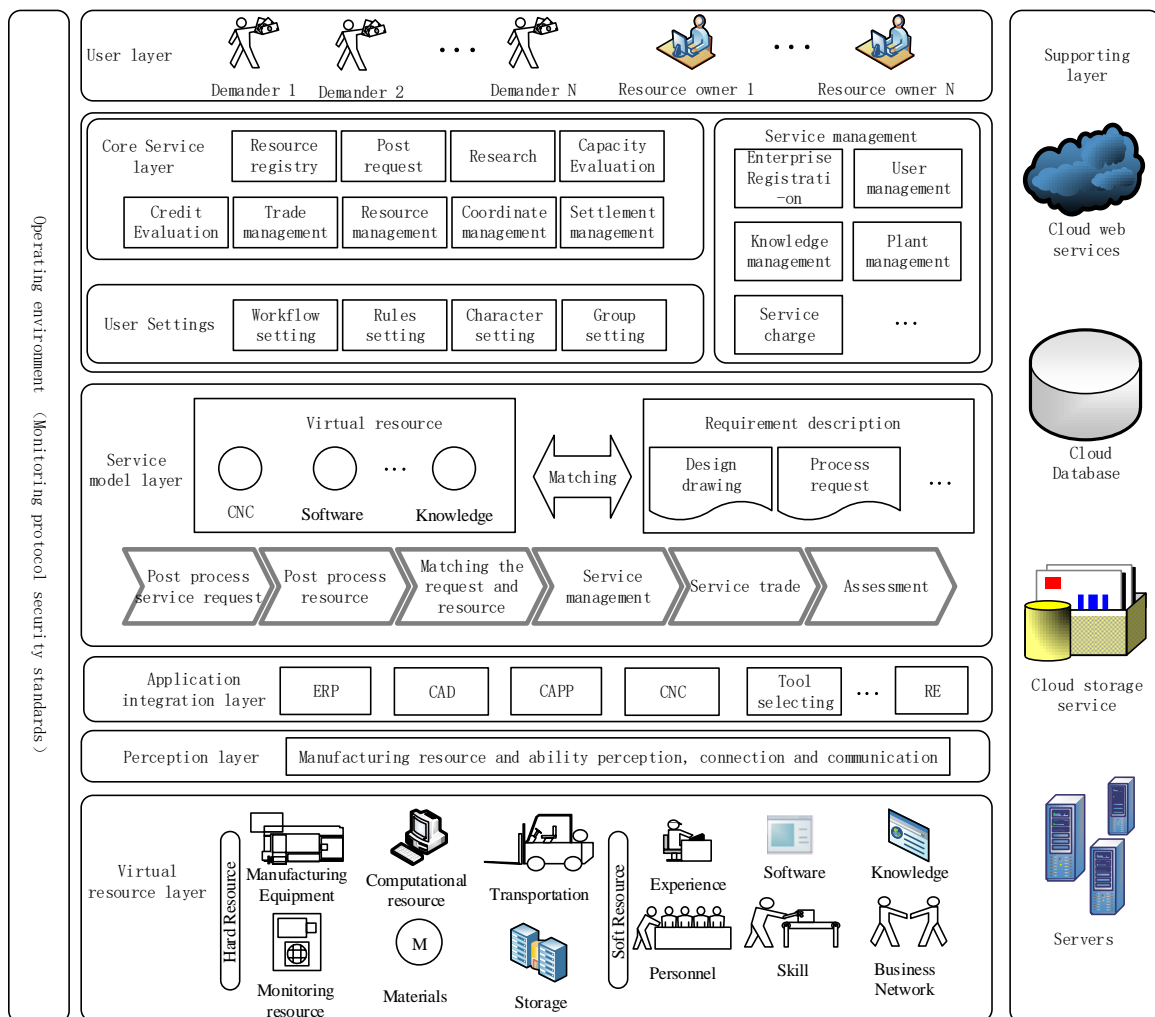 Operating environment (Monitoring protocol security standards)
User layer
Demander 1
Demander 2
...
Demander N
Resource owner 1
...
Resource owner N
Core Service
layer
Resource
registry
Post
request
Research
Capacity
Evaluation
Credit
Evaluation
Trade
management
Resource
management
Coordinate
management
Settlement
management
User Settings
Workflow
setting
Rules
setting
Character
setting
Group
setting
Service management
Enterprise
Registrati
-on
User
management
Knowledge
management
Plant
management
Service
charge
...
Service
model layer
Virtual resource
CNC
Software
...
Knowledge
Matching
Requirement description
Design
drawing
Process
request
...
Post process
service request
Post process
resource
Matching the
request and
resource
Service
management
Service trade
Assessment
Application
integration layer
ERP
CAD
CAPP
CNC
Tool
selecting
...
RE
Perception layer
Manufacturing resource and ability perception, connection and communication
Virtual
resource layer
Hard Resource
Manufacturing
Equipment
Computational
resource
Transportation
Monitoring
resource
M
Materials
Storage
Soft Resource
Experience
Software
Knowledge
Personnel
Skill
Business
Network
Supporting
layer
Cloud web
services
Cloud
Database
Cloud storage
service
Servers